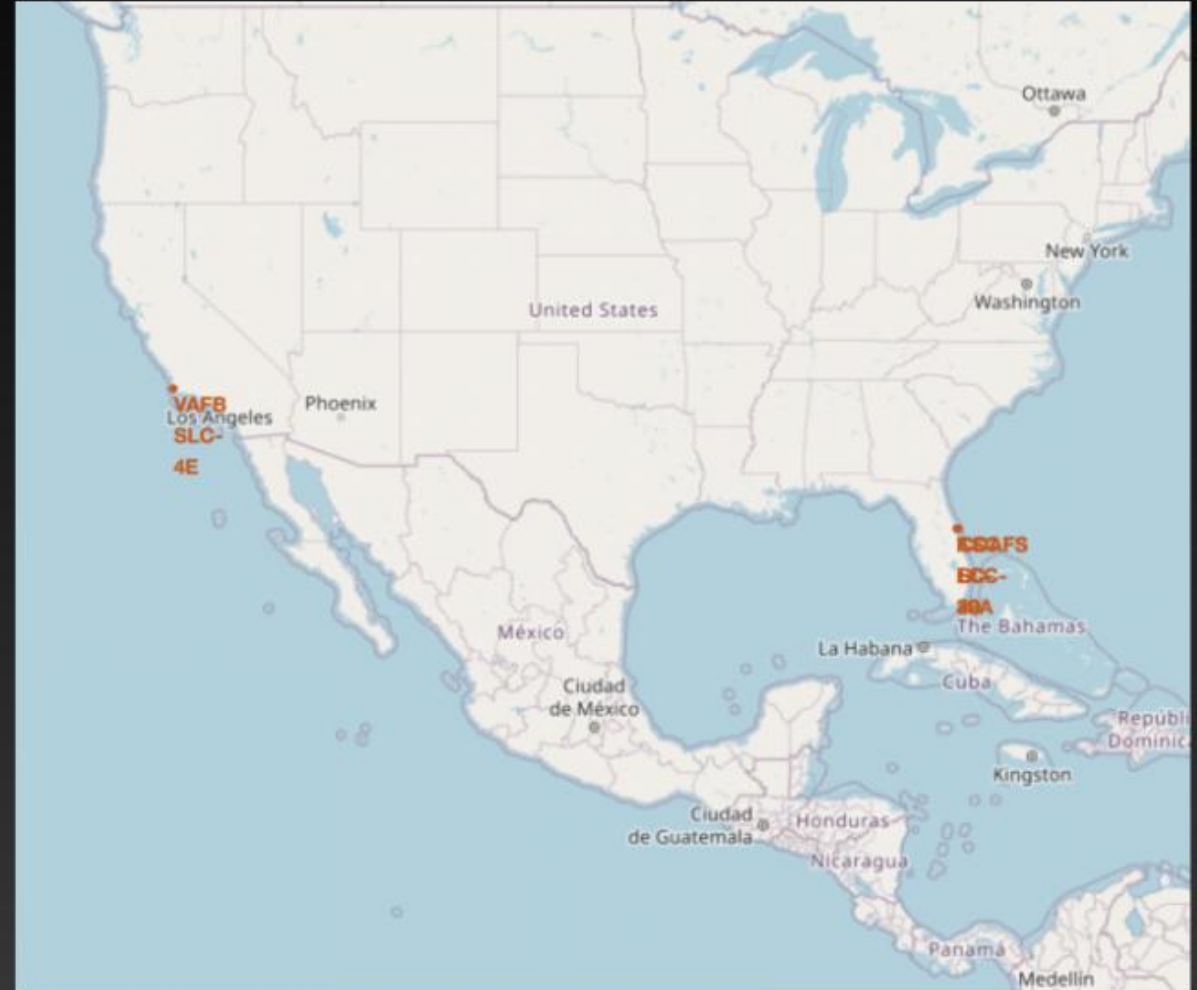 Ottawa
New York
Washington
United States
VAFB
Los Angeles
SLC-
4E
Phoenix
The Bahamas
México
La Habana
Cuba
Ciudad
de México
Kingston
Ciudad
de Guatemala
Honduras
Nicaragua
Panamá
Medellín